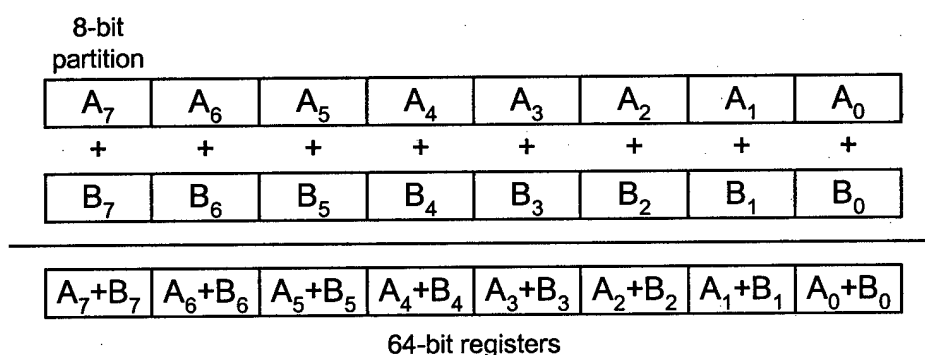 8-bit
partition
A₇ A₆ A₅ A₄ A₃ A₂ A₁ A₀
+ + + + + + + +
B₇ B₆ B₅ B₄ B₃ B₂ B₁ B₀
A₇+B₇ A₆+B₆ A₅+B₅ A₄+B₄ A₃+B₃ A₂+B₂ A₁+B₁ A₀+B₀
64-bit registers